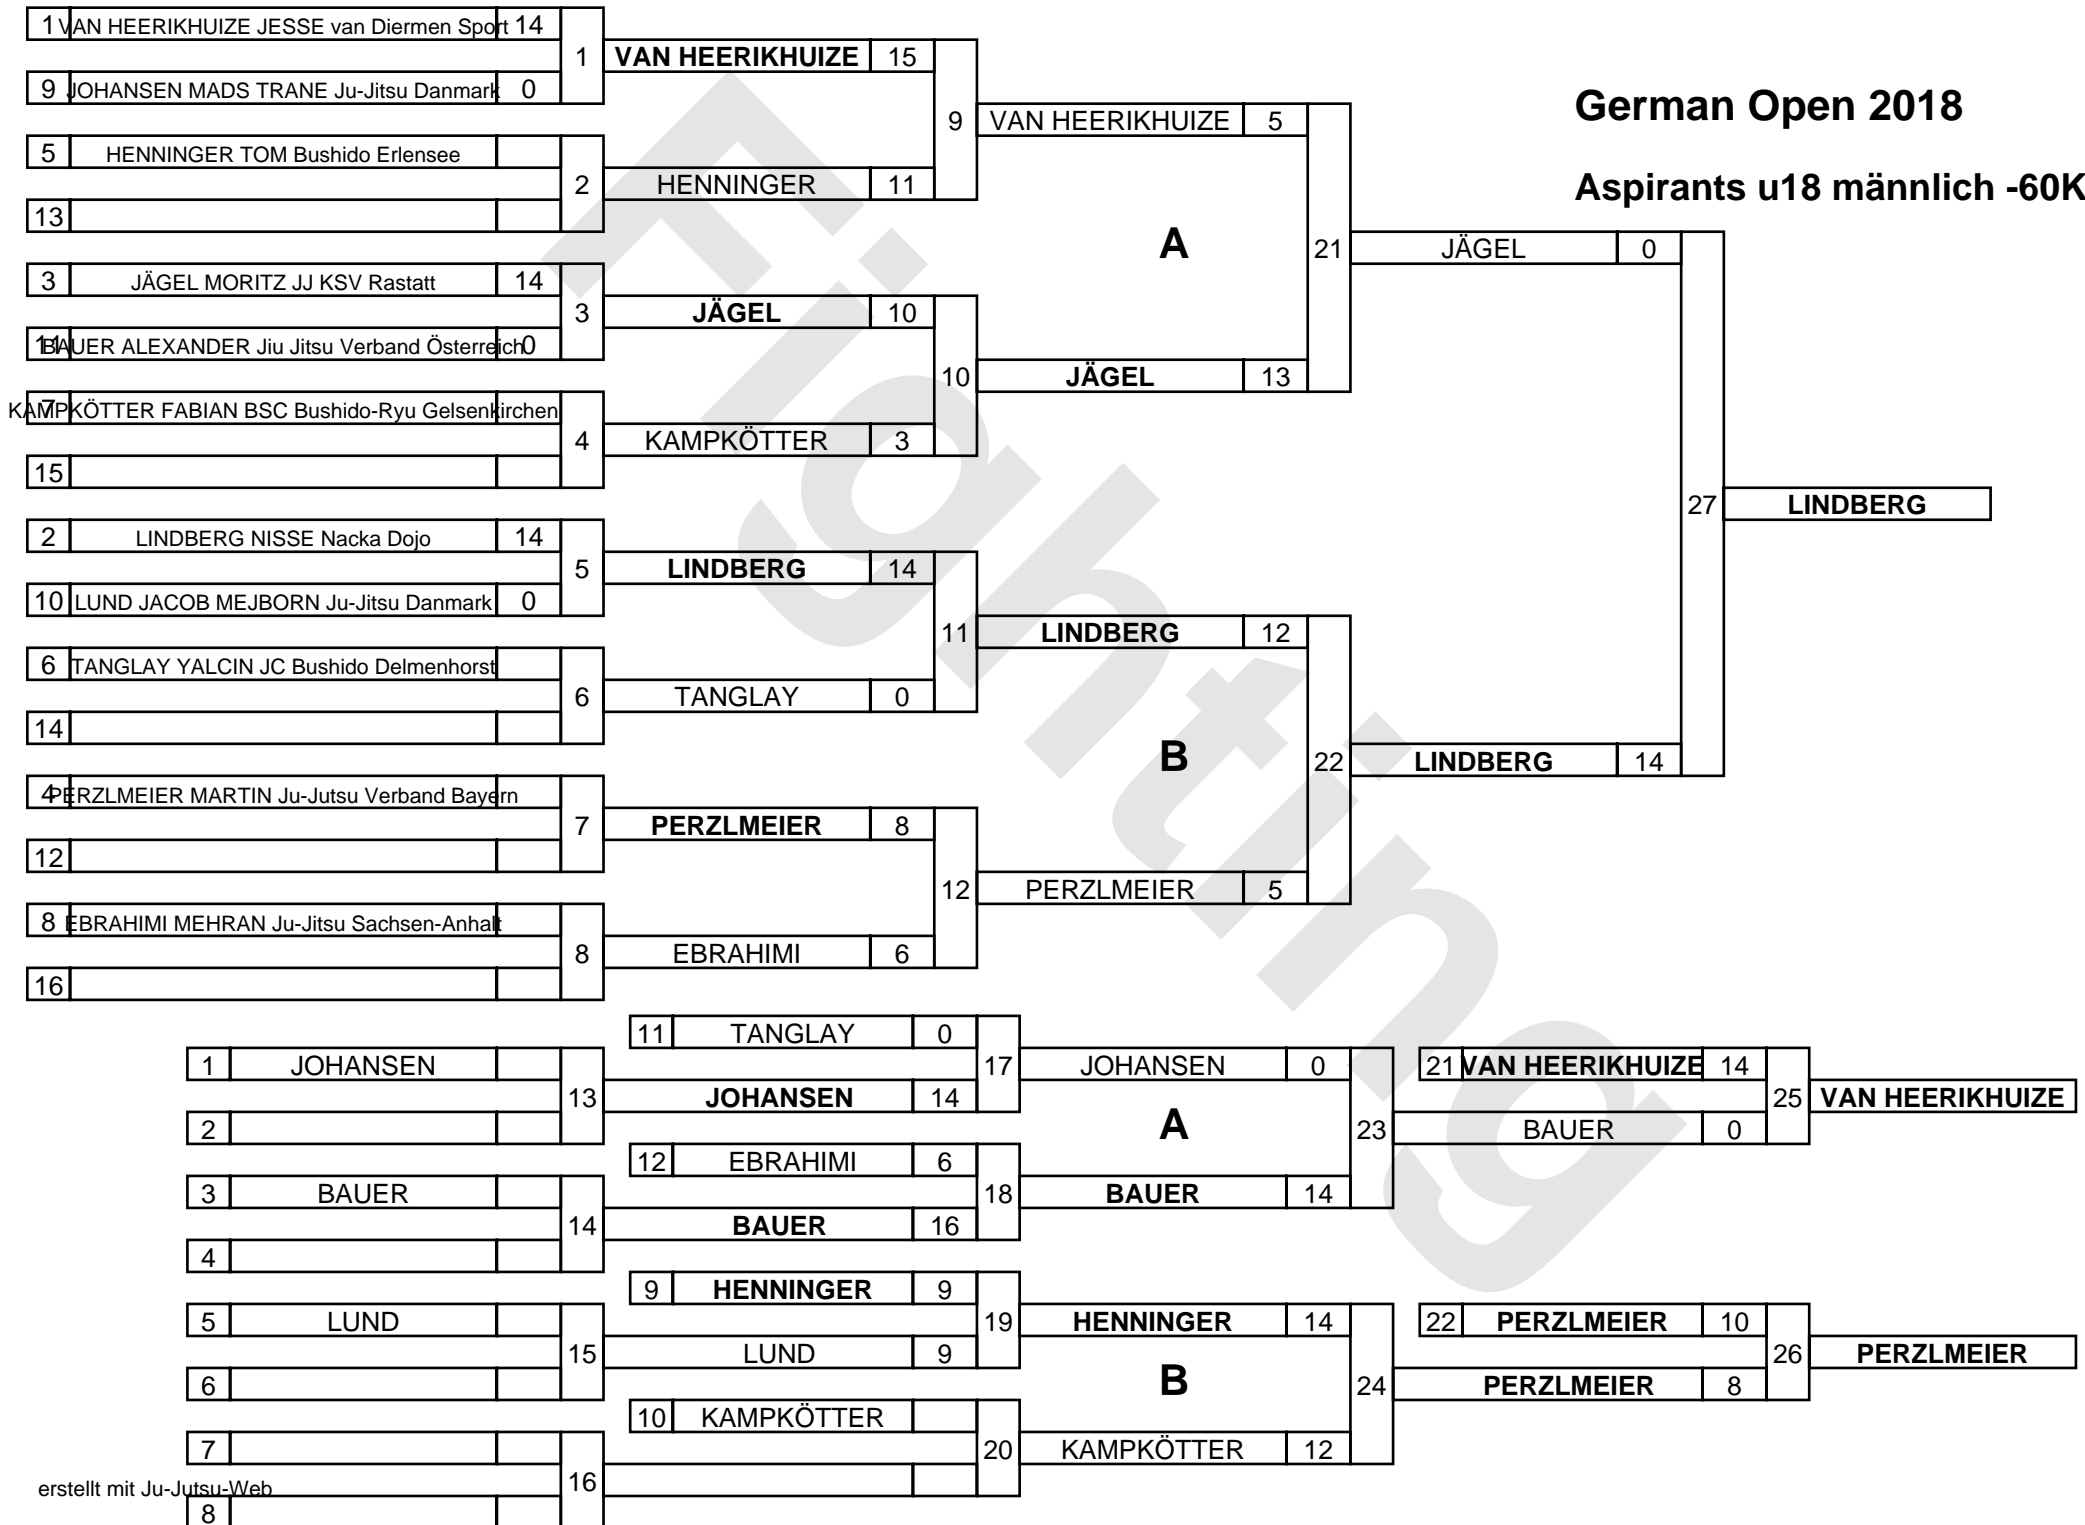 German Open 2018
Aspirants u18 männlich -60K
Fighting
1 VAN HEERIKHUIZE JESSE van Diermen Sport 14
9 JOHANSEN MADS TRANE Ju-Jitsu Danmark 0
1
5 HENNINGER TOM Bushido Erlensee
13
2
3 JÄGEL MORITZ JJ KSV Rastatt 14
11 BAUER ALEXANDER Jiu Jitsu Verband Österreich 0
3
7 KAMPKÖTTER FABIAN BSC Bushido-Ryu Gelsenkirchen
15
4
2 LINDBERG NISSE Nacka Dojo 14
10 LUND JACOB MEJBORN Ju-Jitsu Danmark 0
5
6 TANGLAY YALCIN JC Bushido Delmenhorst
14
6
4 PERZLMEIER MARTIN Ju-Jutsu Verband Bayern
12
7
8 EBRAHIMI MEHRAN Ju-Jitsu Sachsen-Anhalt
16
8
VAN HEERIKHUIZE 15
HENNINGER 11
9
JÄGEL 10
KAMPKÖTTER 3
10
LINDBERG 14
TANGLAY 0
11
PERZLMEIER 8
EBRAHIMI 6
12
VAN HEERIKHUIZE 5
A
JÄGEL 13
21
LINDBERG 12
B
PERZLMEIER 5
22
JÄGEL 0
LINDBERG 14
27
LINDBERG
1 JOHANSEN
2
13
3 BAUER
4
14
5 LUND
6
15
7
8
16
11 TANGLAY 0
JOHANSEN 14
17
12 EBRAHIMI 6
BAUER 16
18
9 HENNINGER 9
LUND 9
19
10 KAMPKÖTTER
20
JOHANSEN 0
A
BAUER 14
23
HENNINGER 14
B
KAMPKÖTTER 12
24
21 VAN HEERIKHUIZE 14
BAUER 0
25
VAN HEERIKHUIZE
22 PERZLMEIER 10
PERZLMEIER 8
26
PERZLMEIER
erstellt mit Ju-Jutsu-Web